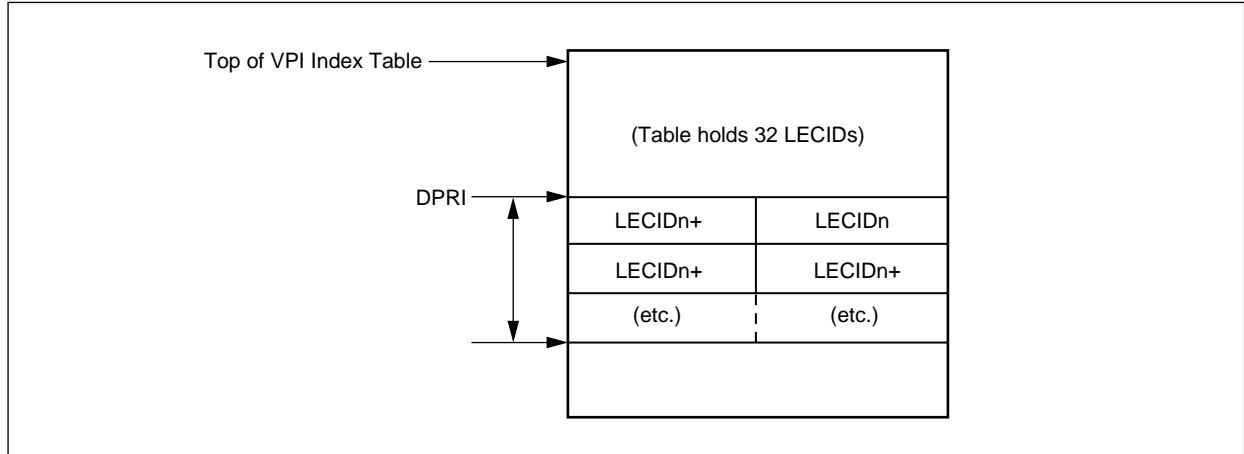 Top of VPI Index Table
(Table holds 32 LECIDs)
DPRI
LECIDn+ LECIDn
LECIDn+ LECIDn+
(etc.) (etc.)